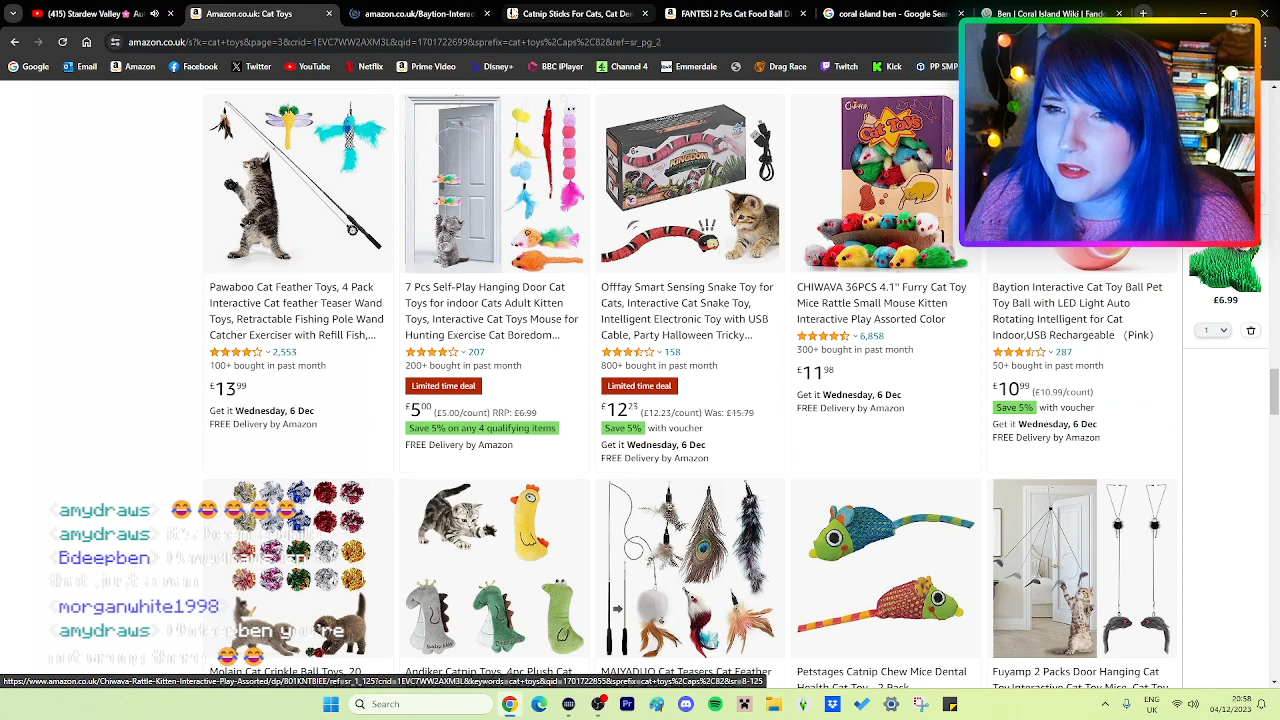 (415) Stardew Valley
Amazon.co.uk : Cat Toys
amazon.co.uk/Baytion-Interac
Catnip Sticks For Cats, Cat Den
FANTESI 3 Pet Food Ball D
coral island ben - Google Sear
Ben | Coral Island Wiki | Fando
amazon.co.uk/s?k=cat+toys&page=3&crid=1EVC7WW2AXM3L&qid=1701722699&sprefix=cat+toys%2Caps%2C82&ref=sr_pg_2
Google Email Amazon Facebook Twitter YouTube Netflix Prime Video BBC iPlayer Channel 4 Emmerdale Drag Race Twitch Kick
KINGDOM
Pawaboo Cat Feather Toys, 4 Pack
Interactive Cat feather Teaser Wand
Toys, Retractable Fishing Pole Wand
Catcher Exerciser with Refill Fish,...
2,553
100+ bought in past month
£13 99
Get it Wednesday, 6 Dec
FREE Delivery by Amazon
7 Pcs Self-Play Hanging Door Cat
Toys for indoor Cats Adult Kitten
Toys, Interactive Cat Mouse for
Hunting Exercise Cat Boredom...
207
200+ bought in past month
Limited time deal
£5 00 (£5.00/count) RRP: £6.99
Save 5% on any 4 qualifying items
FREE Delivery by Amazon
Offfay Smart Sensing Snake Toy for
Cats, Interactive Cat Snake Toy,
Intelligent Electronic Toy with USB
Cable, Party Halloween Tricky...
158
800+ bought in past month
Limited time deal
£12 23 (£12.23/count) Was: £15.79
Save 5% with voucher
Get it Wednesday, 6 Dec
FREE Delivery by Amazon
CHIWAVA 36PCS 4.1'' Furry Cat Toy
Mice Rattle Small Mouse Kitten
Interactive Play Assorted Color
6,858
300+ bought in past month
£11 98
Get it Wednesday, 6 Dec
FREE Delivery by Amazon
Baytion Interactive Cat Toy Ball Pet
Toy Ball with LED Light Auto
Rotating Intelligent for Cat
Indoor,USB Rechargeable （Pink）
287
50+ bought in past month
£10 99 (£10.99/count)
Save 5% with voucher
Get it Wednesday, 6 Dec
FREE Delivery by Amazon
£6.99
1
<amydraws> 😂😂😂😂😂
<amydraws>
<Bdeepben>
<morganwhite1998>
<amydraws> you're
😂😂
Molain Cat Crinkle Ball Toys, 20
Andiker Catnip Toys, 4pc Plush Cat
Teasers Cat Feather
Petstages Catnip Chew Mice Dental
Health Cat Toy - 2 Pack
Fuyamp 2 Packs Door Hanging Cat
Search
ENG
UK
20:58
04/12/2023